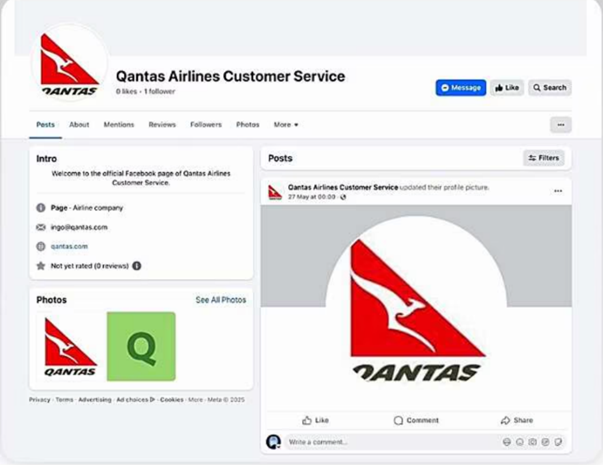 QANTAS
Qantas Airlines Customer Service
0 likes • 1 follower
Message
Like
Search
Posts
About
Mentions
Reviews
Followers
Photos
More
Intro
Welcome to the official Facebook page of Qantas Airlines
Customer Service.
Page · Airline company
ingo@qantas.com
qantas.com
Not yet rated (0 reviews)
Photos
See All Photos
QANTAS
Q
Privacy · Terms · Advertising · Ad choices · Cookies · More · Meta © 2025
Posts
Filters
Qantas Airlines Customer Service updated their profile picture.
27 May at 00:09 ·
QANTAS
Like
Comment
Share
Write a comment...